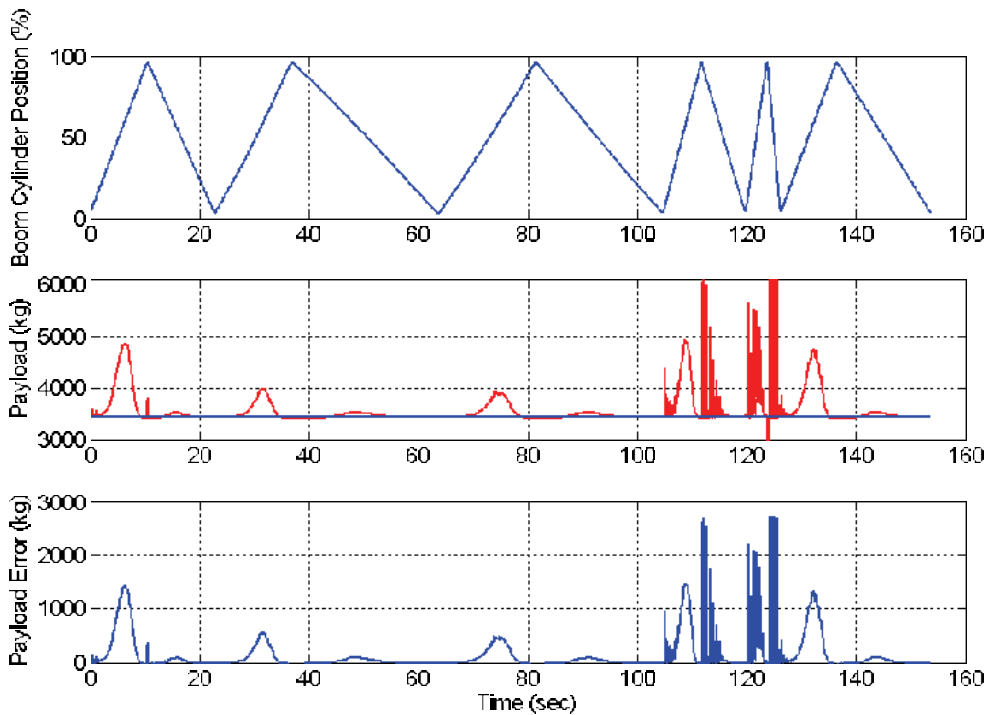 Boom Cylinder Position (%)
100
50
0
0 20 40 60 80 100 120 140 160
Payload (kg)
6000
5000
4000
3000
0 20 40 60 80 100 120 140 160
Payload Error (kg)
3000
2000
1000
0
0 20 40 60 80 100 120 140 160
Time (sec)